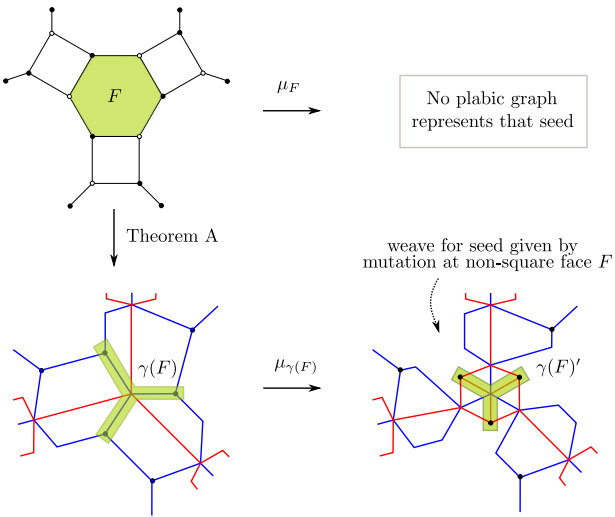 F
μ_F
No plabic graph
represents that seed
Theorem A
weave for seed given by
mutation at non-square face F
γ(F)
μ_γ(F)
γ(F)′